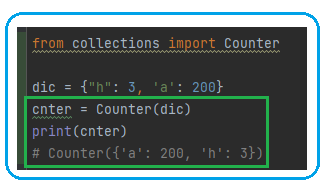 from collections import Counter
dic = {"h": 3, 'a': 200}
cnter = Counter(dic)
print(cnter)
# Counter({'a': 200, 'h': 3})